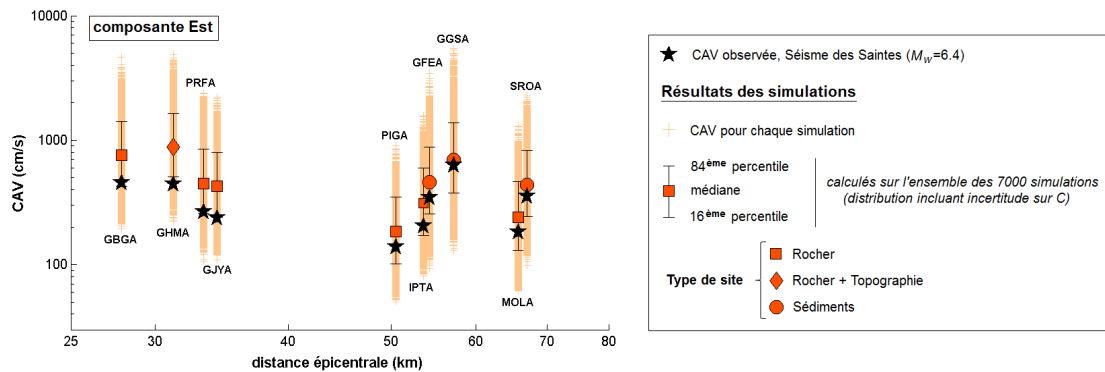 composante Est
10000
1000
100
CAV (cm/s)
GBGA
GHMA
PRFA
GJYA
PIGA
IPTA
GFEA
GGSA
MOLA
SROA
25
30
40
50
60
70
80
distance épicentrale (km)
CAV observée, Séisme des Saintes (Mw=6.4)
Résultats des simulations
CAV pour chaque simulation
84ème percentile
médiane
16ème percentile
calculés sur l'ensemble des 7000 simulations
(distribution incluant incertitude sur C)
Type de site
Rocher
Rocher + Topographie
Sédiments